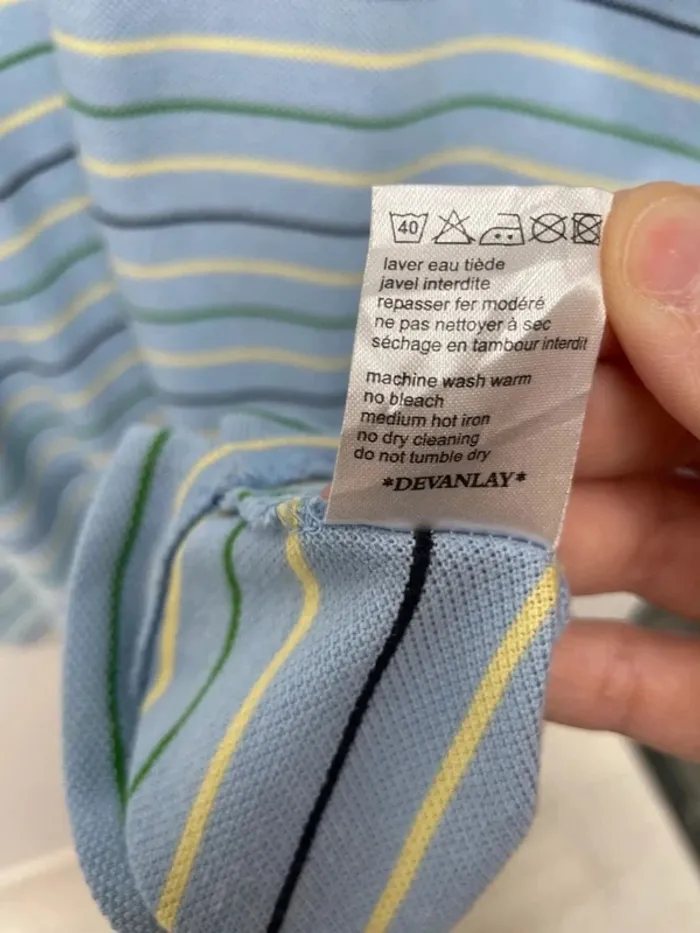 40
laver eau tiède
javel interdite
repasser fer modéré
ne pas nettoyer à sec
séchage en tambour interdit
machine wash warm
no bleach
medium hot iron
no dry cleaning
do not tumble dry
*DEVANLAY*